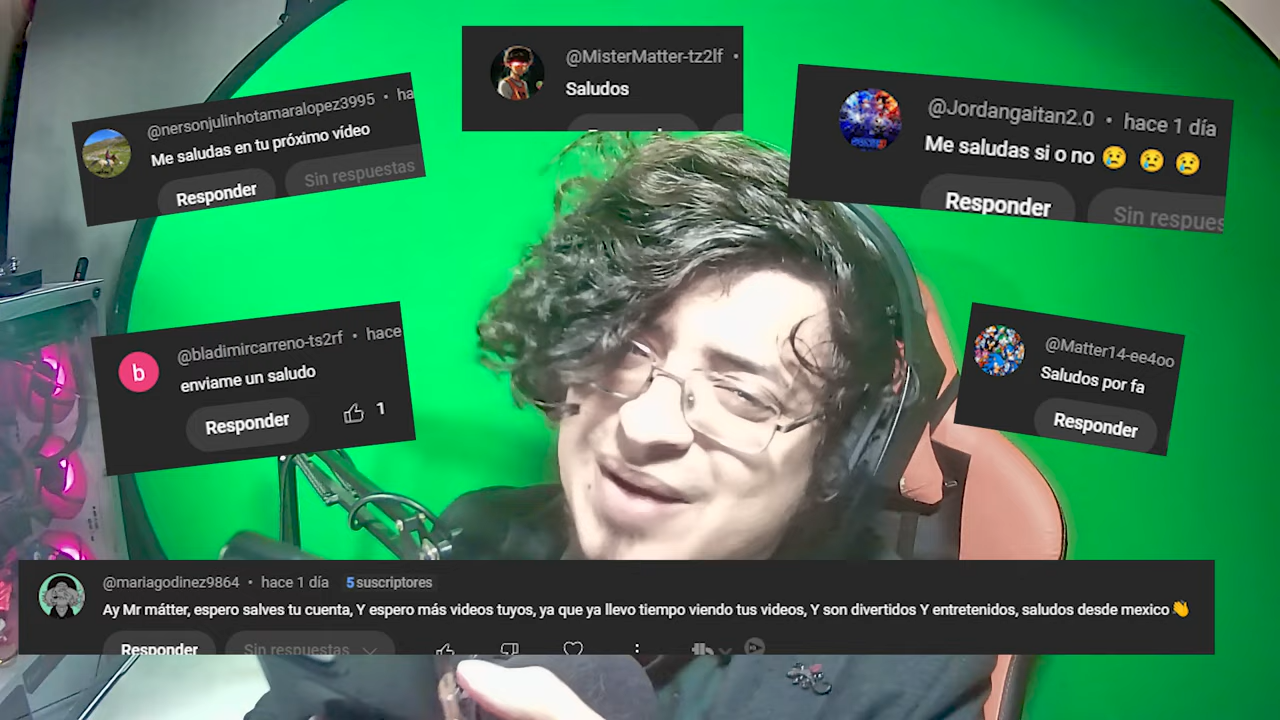 @MisterMatter-tz2lf •
Saludos
@nersonjulinhotamaralopez3995 • ha
Me saludas en tu próximo vídeo
Responder
Sin respuestas
@Jordangaitan2.0 • hace 1 día
Me saludas si o no 😢 😢 😢
Responder
Sin respues
b
@bladimircarreno-ts2rf • hace
enviame un saludo
Responder
1
@Matter14-ee4oo
Saludos por fa
Responder
@mariagodinez9864 • hace 1 día 5 suscriptores
Ay Mr mátter, espero salves tu cuenta, Y espero más videos tuyos, ya que ya llevo tiempo viendo tus videos, Y son divertidos Y entretenidos, saludos desde mexico👏
Responder
Sin respuestas